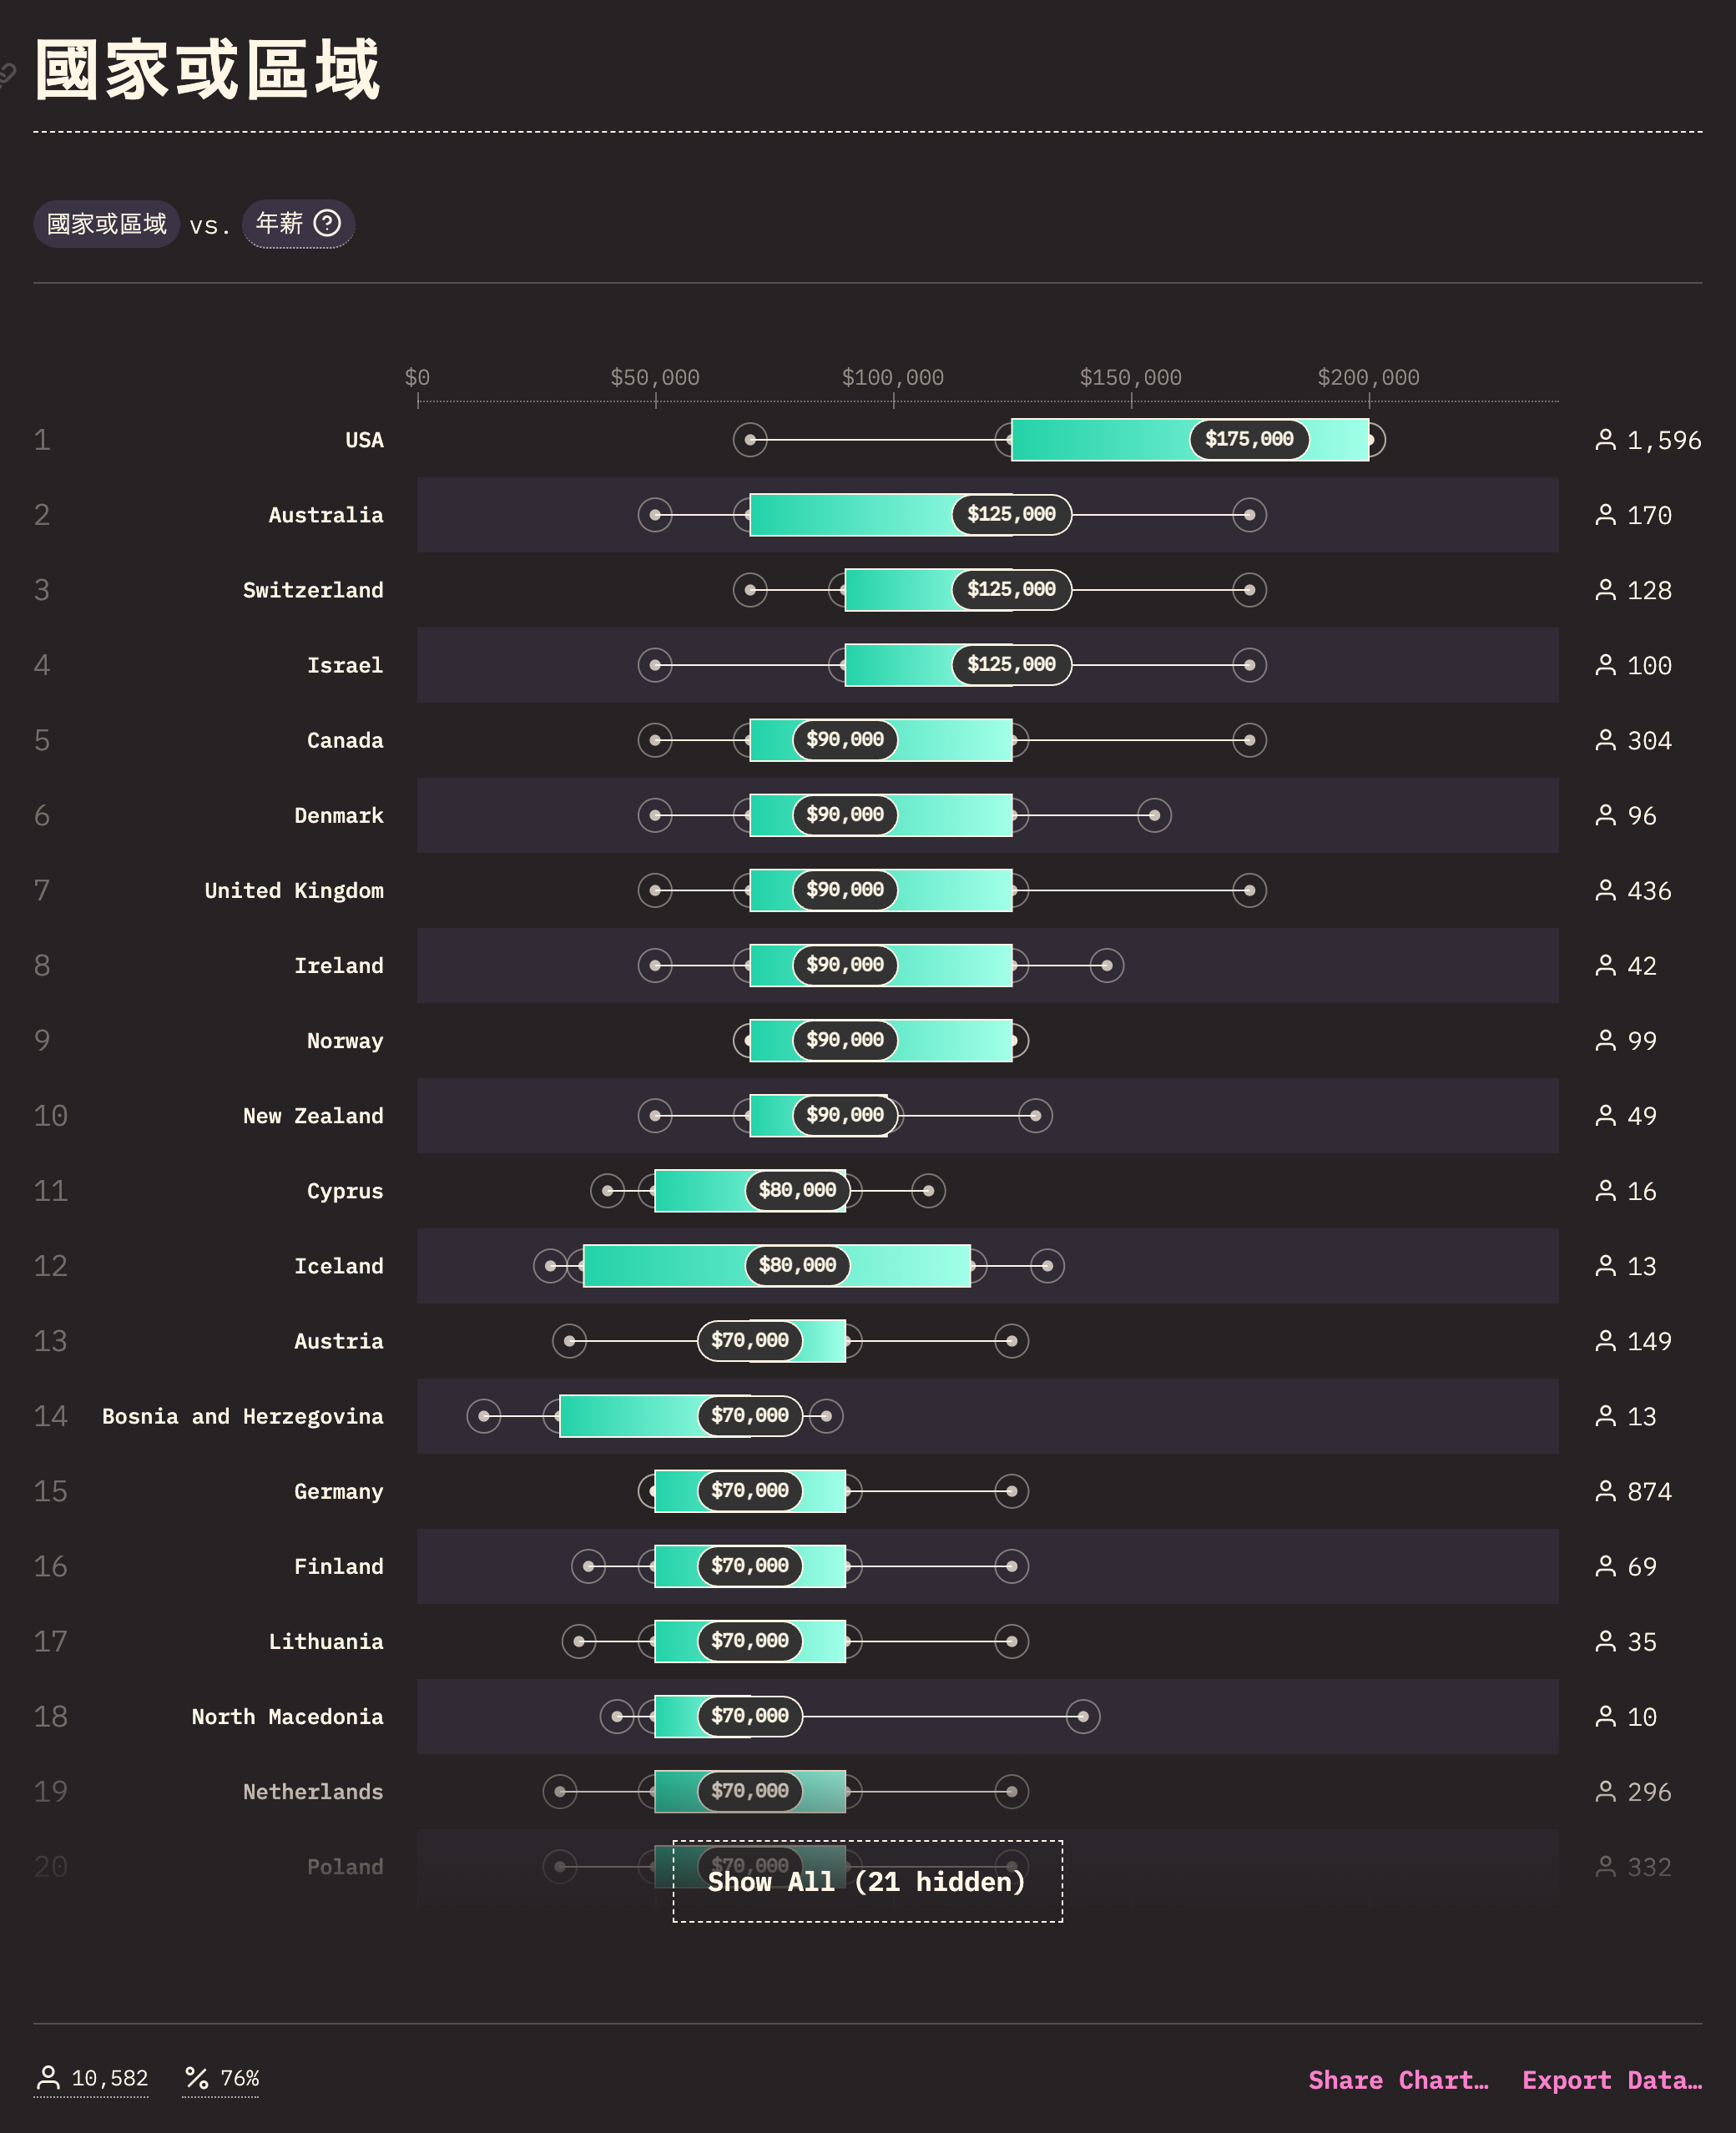 國家或區域
國家或區域 vs. 年薪 ?
$0 $50,000 $100,000 $150,000 $200,000
1 USA $175,000 1,596
2 Australia $125,000 170
3 Switzerland $125,000 128
4 Israel $125,000 100
5 Canada $90,000 304
6 Denmark $90,000 96
7 United Kingdom $90,000 436
8 Ireland $90,000 42
9 Norway $90,000 99
10 New Zealand $90,000 49
11 Cyprus $80,000 16
12 Iceland $80,000 13
13 Austria $70,000 149
14 Bosnia and Herzegovina $70,000 13
15 Germany $70,000 874
16 Finland $70,000 69
17 Lithuania $70,000 35
18 North Macedonia $70,000 10
19 Netherlands $70,000 296
20 Poland $70,000 332
Show All (21 hidden)
10,582 % 76% Share Chart… Export Data…